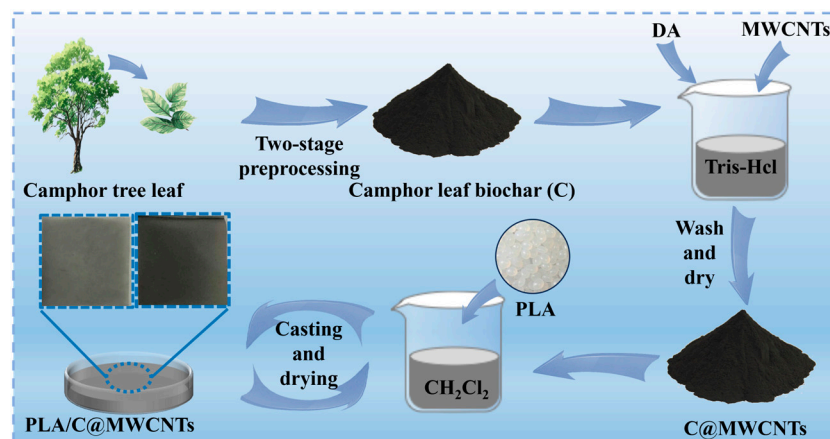 DA
MWCNTs
Two-stage
preprocessing
Tris-Hcl
Camphor tree leaf
Camphor leaf biochar (C)
Wash
and
dry
PLA
Casting
and
drying
CH₂Cl₂
PLA/C@MWCNTs
C@MWCNTs